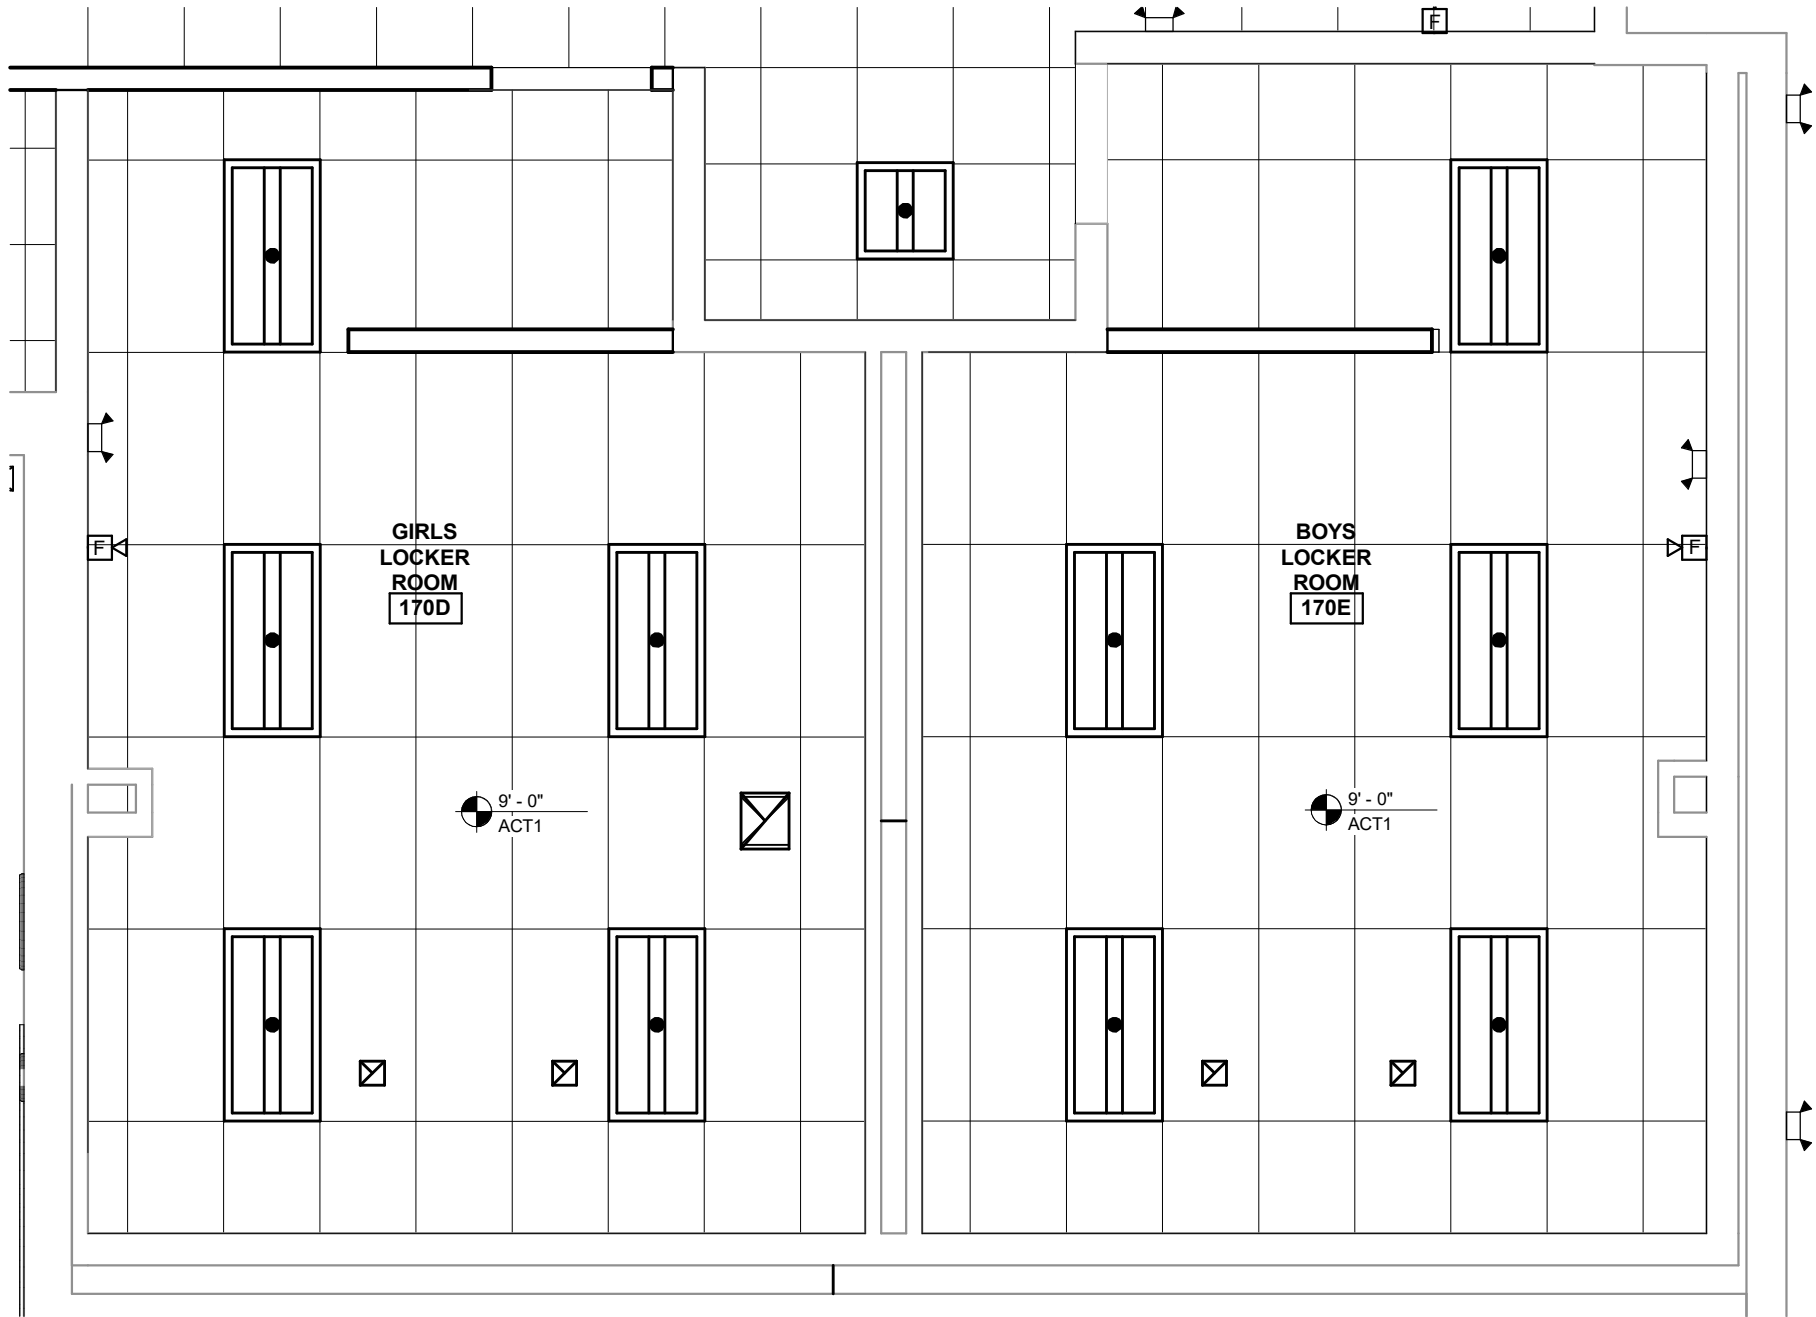 F
GIRLS
LOCKER
ROOM
170D
BOYS
LOCKER
ROOM
170E
F
F
9' - 0"
ACT1
9' - 0"
ACT1